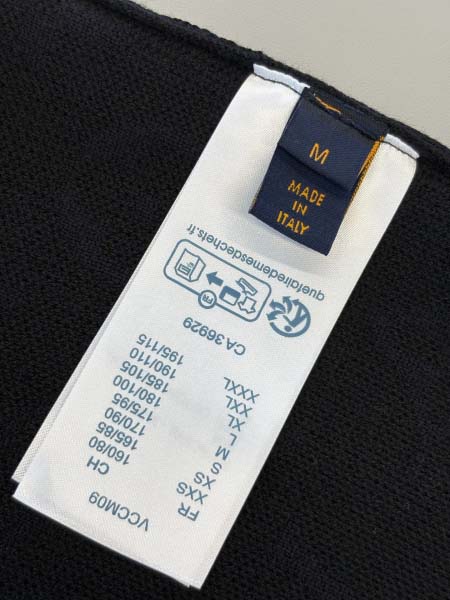 M
MADE
IN
ITALY
VCCM09
FR CH
XXS 160/80
XS 165/85
S 170/90
M 175/95
L 180/100
XL 185/105
XXL 190/110
XXXL 195/115
CA 36929
FR
quefairedemesdechets.fr